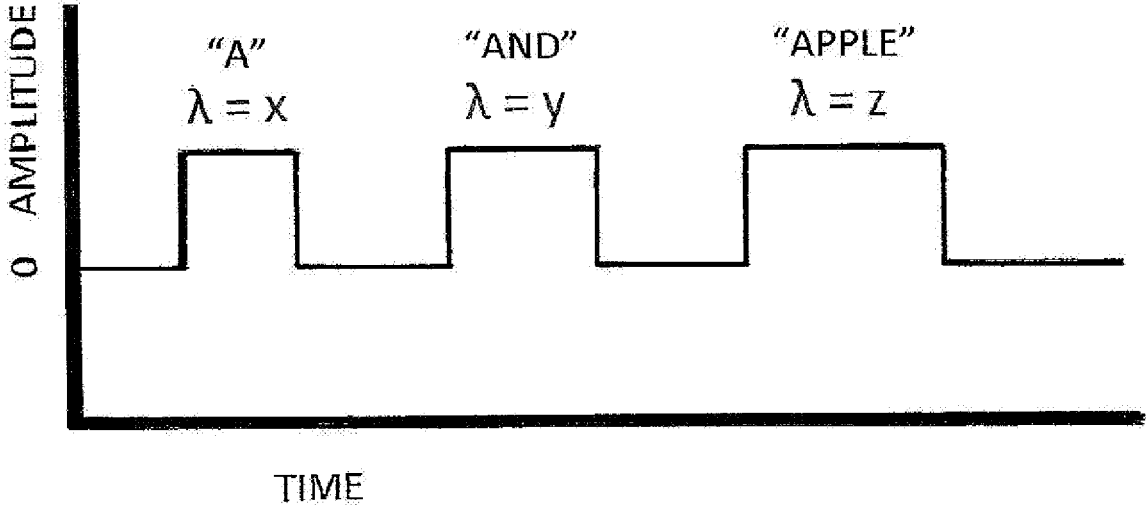 0 AMPLITUDE
“A”
λ = x
“AND”
λ = y
“APPLE”
λ = z
TIME